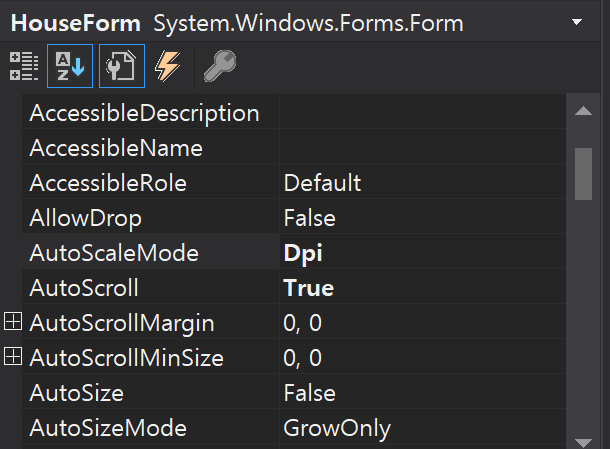 HouseForm System.Windows.Forms.Form
A
Z
AccessibleDescription
AccessibleName
AccessibleRole Default
AllowDrop False
AutoScaleMode Dpi
AutoScroll True
AutoScrollMargin 0, 0
AutoScrollMinSize 0, 0
AutoSize False
AutoSizeMode GrowOnly